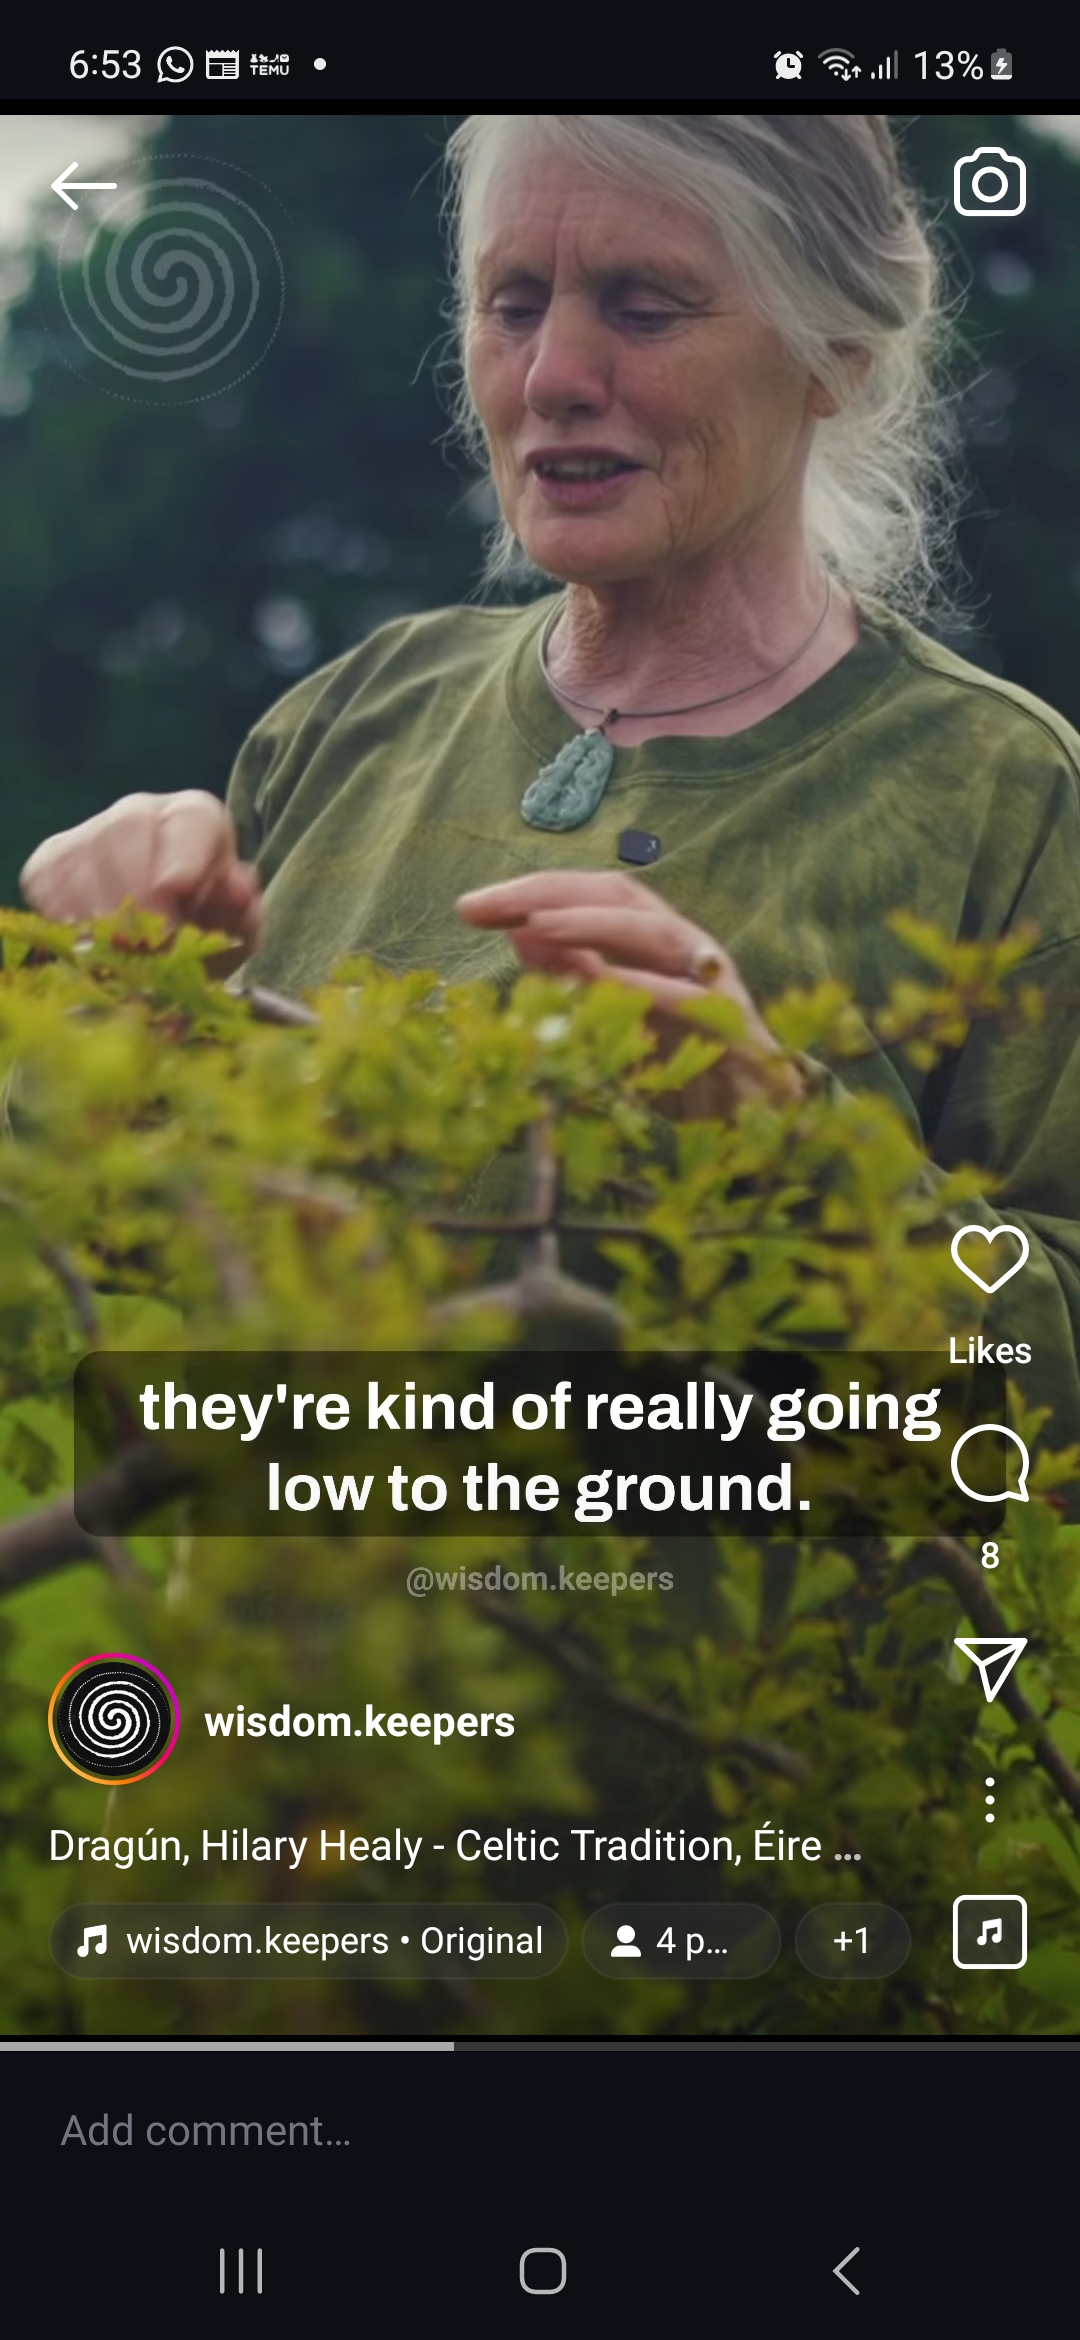 6:53
TEMU
13%
they're kind of really going
low to the ground.
@wisdom.keepers
Likes
8
wisdom.keepers
Dragún, Hilary Healy - Celtic Tradition, Éire ...
wisdom.keepers • Original
4 p...
+1
Add comment...